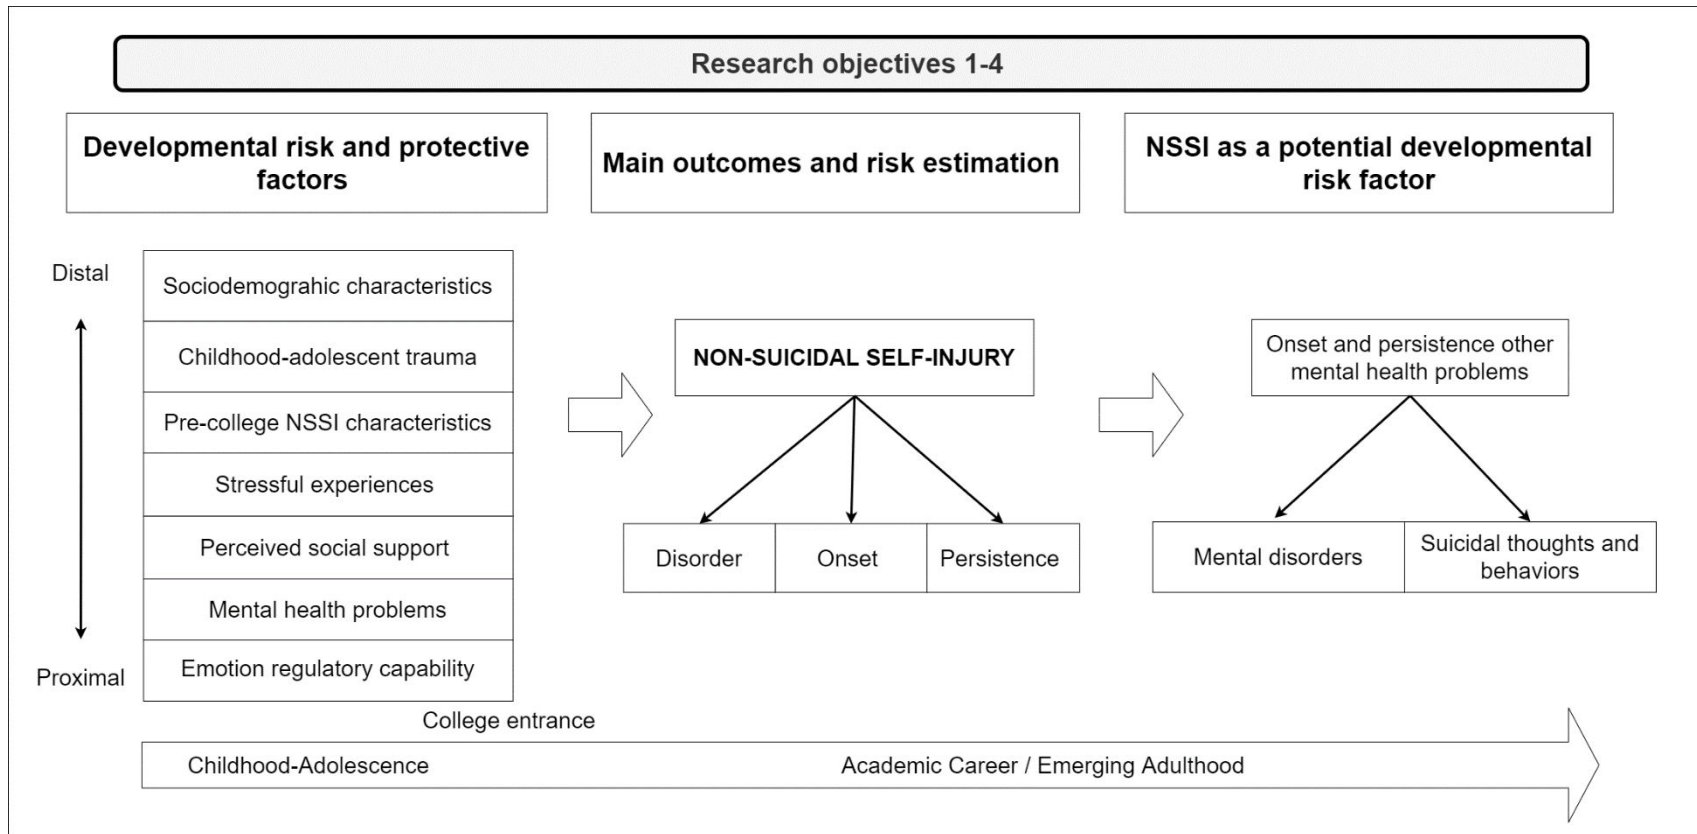 Research objectives 1-4
Developmental risk and protective
factors
Main outcomes and risk estimation
NSSI as a potential developmental
risk factor
Distal
Sociodemograhic characteristics
Childhood-adolescent trauma
Pre-college NSSI characteristics
Stressful experiences
Perceived social support
Mental health problems
Emotion regulatory capability
Proximal
NON-SUICIDAL SELF-INJURY
Disorder
Onset
Persistence
Onset and persistence other
mental health problems
Mental disorders
Suicidal thoughts and
behaviors
College entrance
Childhood-Adolescence
Academic Career / Emerging Adulthood